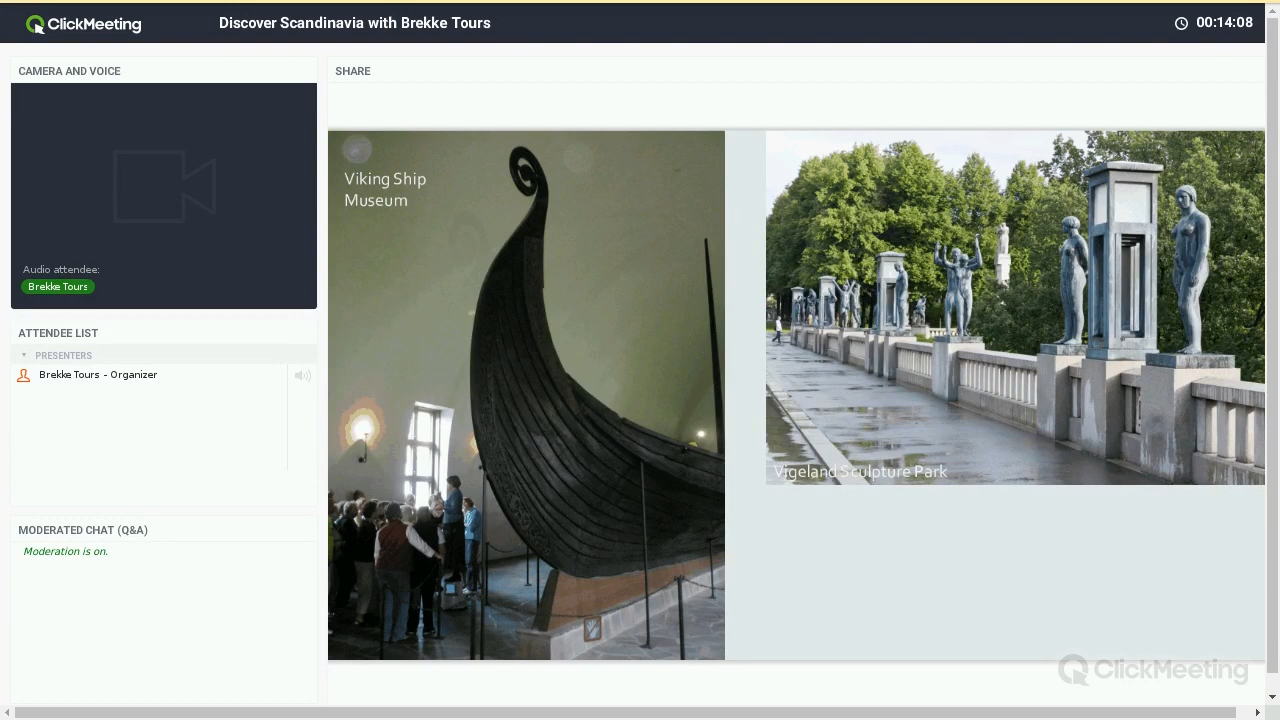 ClickMeeting
Discover Scandinavia with Brekke Tours
00:14:08
CAMERA AND VOICE
Audio attendee:
Brekke Tours
ATTENDEE LIST
PRESENTERS
Brekke Tours - Organizer
MODERATED CHAT (Q&A)
Moderation is on.
SHARE
Viking Ship
Museum
Vigeland Sculpture Park
ClickMeeting